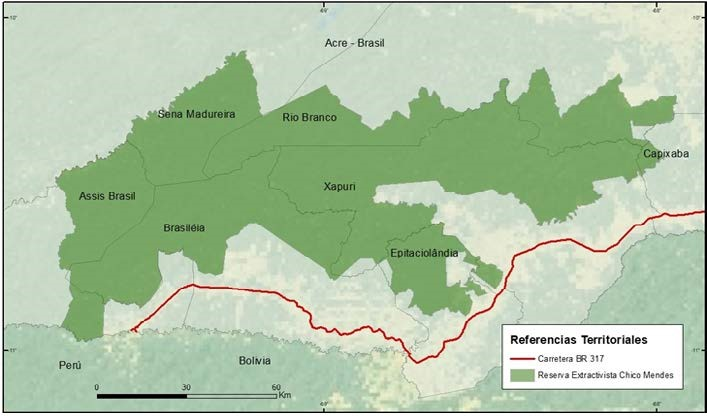 Acre - Brasil
Sena Madureira
Rio Branco
Capixaba
Assis Brasil
Xapuri
Brasiléia
Epitaciolândia
Perú
Bolivia
0 30 60
Km
Referencias Territoriales
Carretera BR 317
Reserva Extractivista Chico Mendes